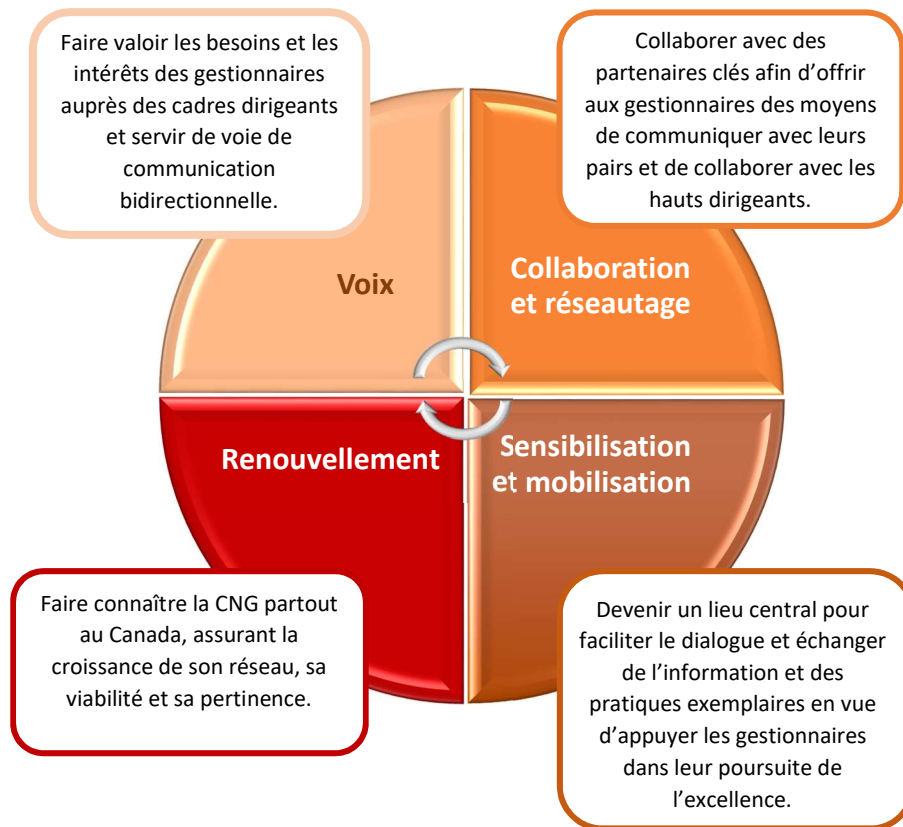 Faire valoir les besoins et les
intérêts des gestionnaires
auprès des cadres dirigeants
et servir de voie de
communication
bidirectionnelle.
Collaborer avec des
partenaires clés afin d’offrir
aux gestionnaires des moyens
de communiquer avec leurs
pairs et de collaborer avec les
hauts dirigeants.
Voix
Collaboration
et réseautage
Renouvellement
Sensibilisation
et mobilisation
Faire connaître la CNG partout
au Canada, assurant la
croissance de son réseau, sa
viabilité et sa pertinence.
Devenir un lieu central pour
faciliter le dialogue et échanger
de l’information et des
pratiques exemplaires en vue
d’appuyer les gestionnaires
dans leur poursuite de
l’excellence.